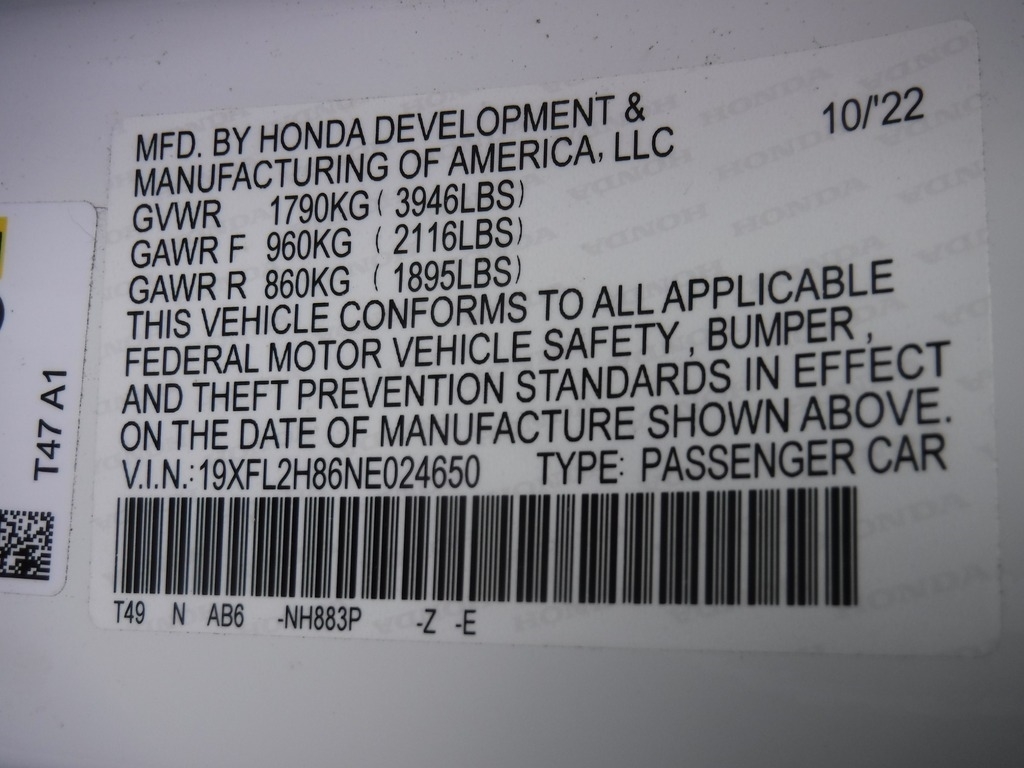 MFD. BY HONDA DEVELOPMENT & 10/'22
MANUFACTURING OF AMERICA, LLC
GVWR 1790KG ( 3946LBS)
GAWR F 960KG ( 2116LBS)
GAWR R 860KG ( 1895LBS)
THIS VEHICLE CONFORMS TO ALL APPLICABLE
FEDERAL MOTOR VEHICLE SAFETY , BUMPER ,
AND THEFT PREVENTION STANDARDS IN EFFECT
ON THE DATE OF MANUFACTURE SHOWN ABOVE.
V.I.N.: 19XFL2H86NE024650 TYPE: PASSENGER CAR
T49 N AB6 -NH883P -Z -E
T47 A1